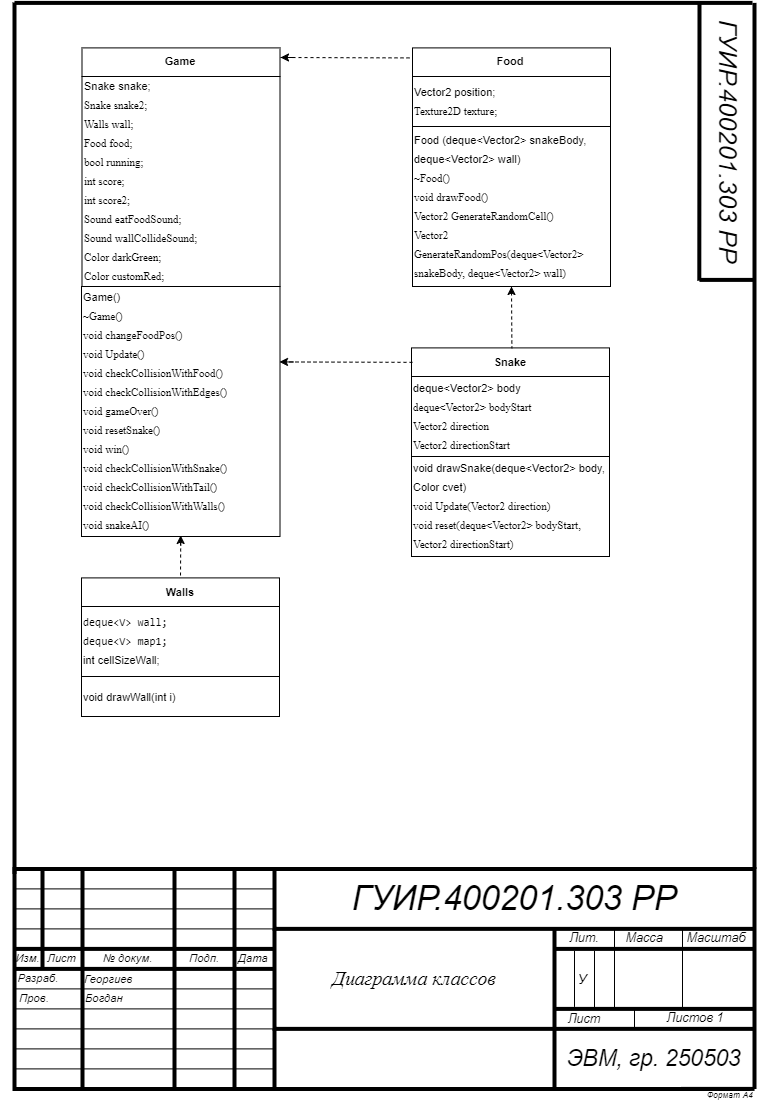 ГУИР.400201.303 РР
Game
Snake snake;
Snake snake2;
Walls wall;
Food food;
bool running;
int score;
int score2;
Sound eatFoodSound;
Sound wallCollideSound;
Color darkGreen;
Color customRed;
Game()
~Game()
void changeFoodPos()
void Update()
void checkCollisionWithFood()
void checkCollisionWithEdges()
void gameOver()
void resetSnake()
void win()
void checkCollisionWithSnake()
void checkCollisionWithTail()
void checkCollisionWithWalls()
void snakeAI()
Food
Vector2 position;
Texture2D texture;
Food (deque<Vector2> snakeBody,
deque<Vector2> wall)
~Food()
void drawFood()
Vector2 GenerateRandomCell()
Vector2
GenerateRandomPos(deque<Vector2>
snakeBody, deque<Vector2> wall)
Snake
deque<Vector2> body
deque<Vector2> bodyStart
Vector2 direction
Vector2 directionStart
void drawSnake(deque<Vector2> body,
Color cvet)
void Update(Vector2 direction)
void reset(deque<Vector2> bodyStart,
Vector2 directionStart)
Walls
deque<V> wall;
deque<V> map1;
int cellSizeWall;
void drawWall(int i)
ГУИР.400201.303 РР
Изм. Лист № докум. Подп. Дата
Разраб. Георгиев
Пров. Богдан
Диаграмма классов
Лит. Масса Масштаб
У
Лист Листов 1
ЭВМ, гр. 250503
Формат А4